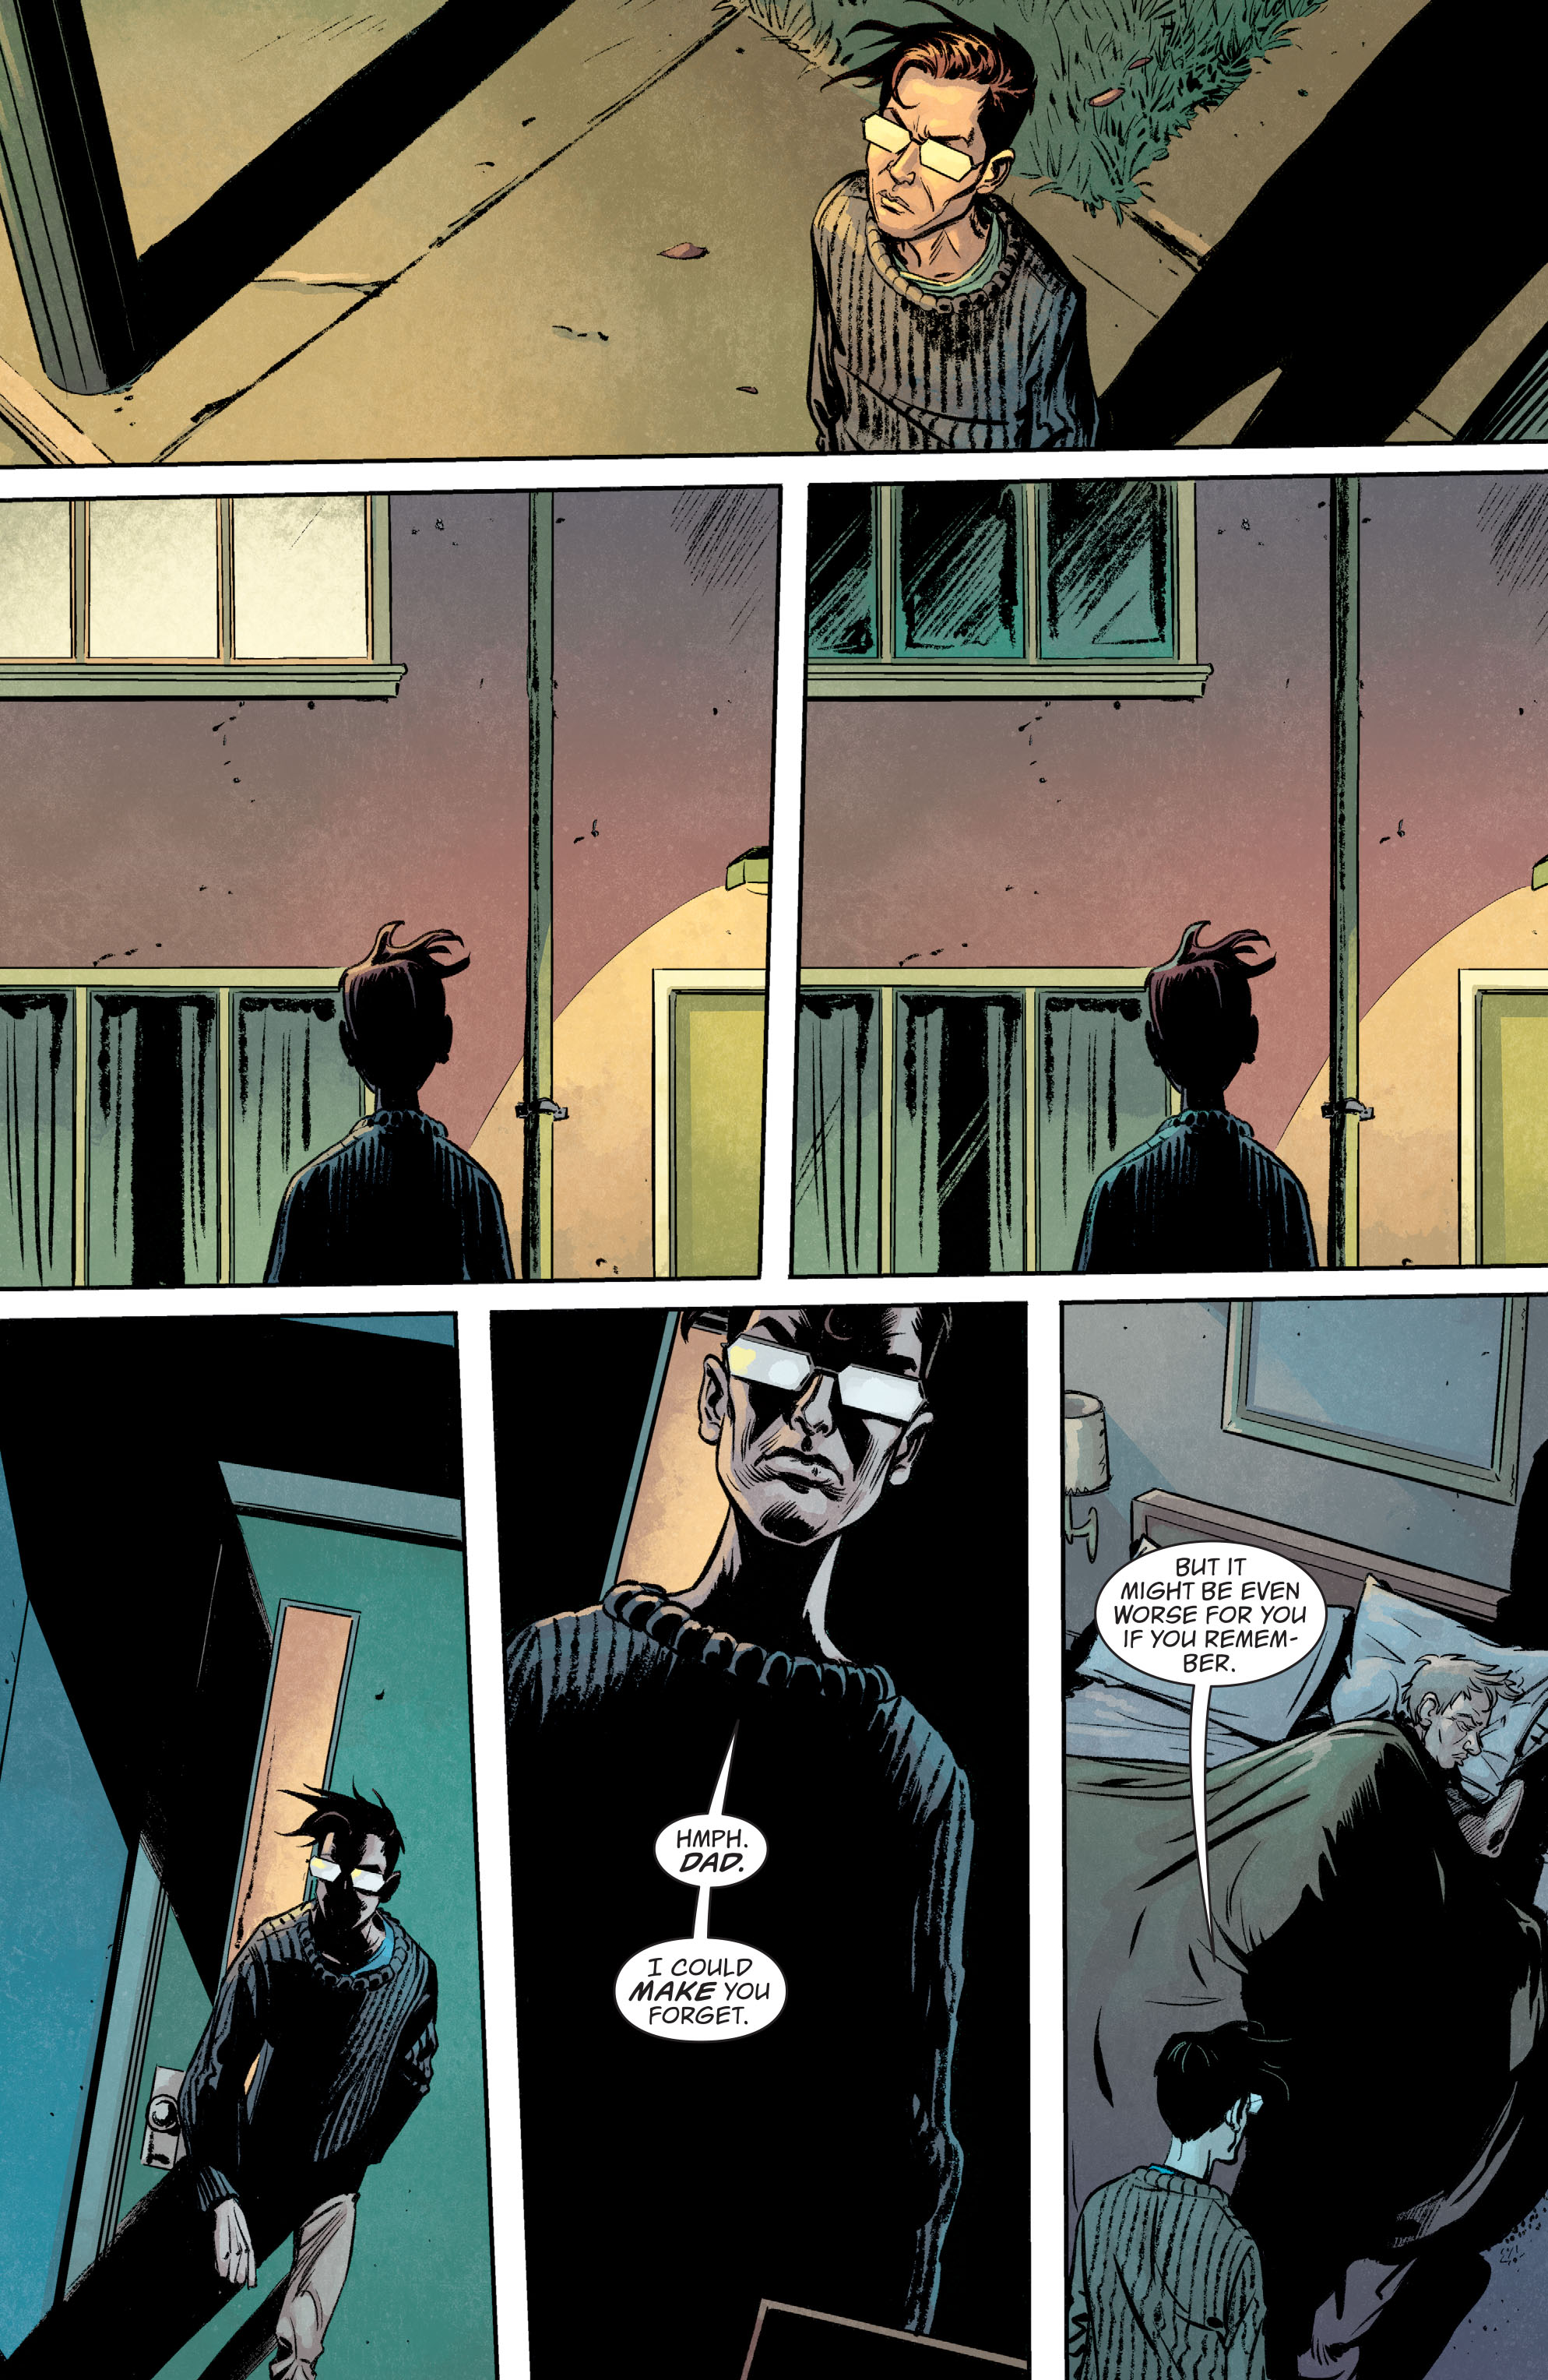 HMPH.
DAD.
I COULD
MAKE YOU
FORGET.
BUT IT
MIGHT BE EVEN
WORSE FOR YOU
IF YOU REMEM-
BER.